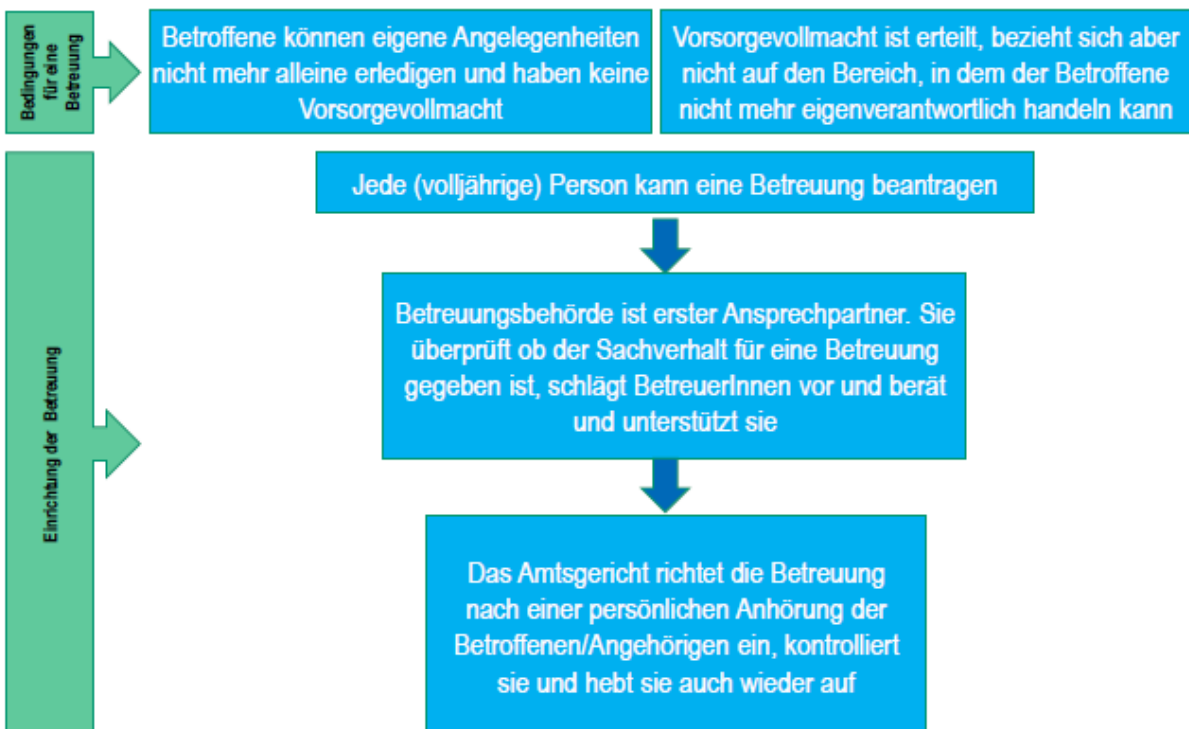 Bedingungen
für eine
Betreuung
Betroffene können eigene Angelegenheiten
nicht mehr alleine erledigen und haben keine
Vorsorgevollmacht
Vorsorgevollmacht ist erteilt, bezieht sich aber
nicht auf den Bereich, in dem der Betroffene
nicht mehr eigenverantwortlich handeln kann
Einrichtung der Betreuung
Jede (volljährige) Person kann eine Betreuung beantragen
Betreuungsbehörde ist erster Ansprechpartner. Sie
überprüft ob der Sachverhalt für eine Betreuung
gegeben ist, schlägt BetreuerInnen vor und berät
und unterstützt sie
Das Amtsgericht richtet die Betreuung
nach einer persönlichen Anhörung der
Betroffenen/Angehörigen ein, kontrolliert
sie und hebt sie auch wieder auf